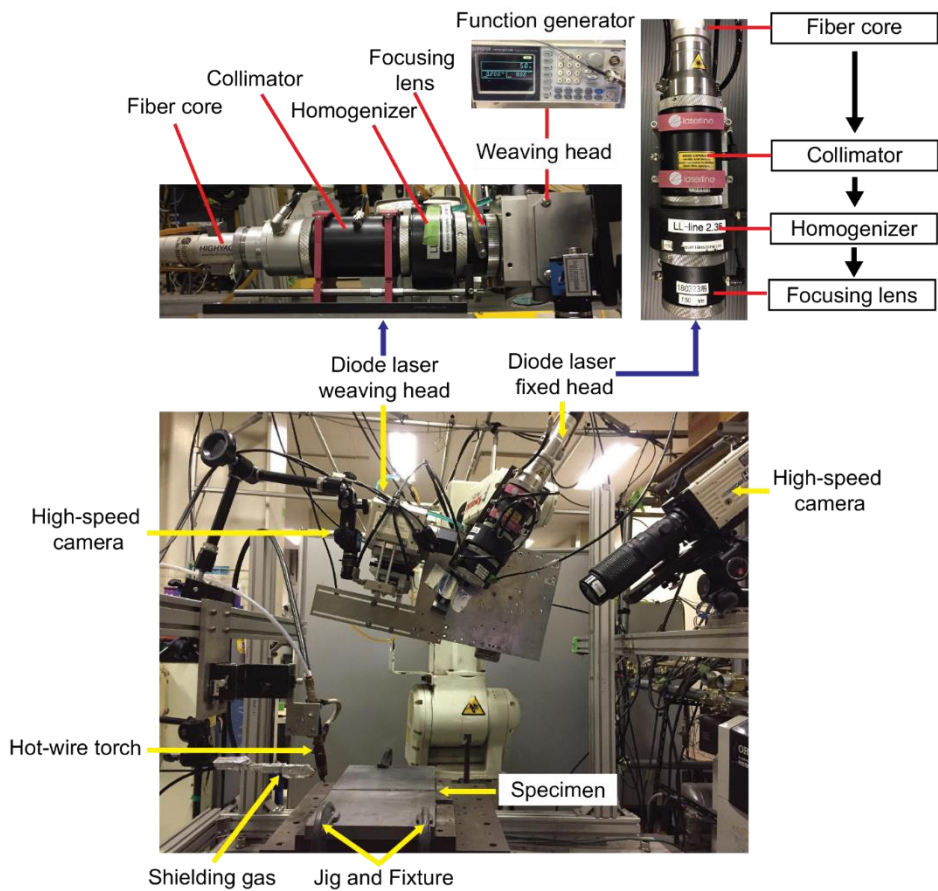 Function generator
Focusing
lens
Collimator
Homogenizer
Fiber core
Weaving head
HIGHYAG
Fiber core
laserline
Collimator
laserline
Homogenizer
LL-line 2.35
Focusing lens
Diode laser
weaving head
Diode laser
fixed head
High-speed
camera
High-speed
camera
Hot-wire torch
Specimen
Shielding gas
Jig and Fixture